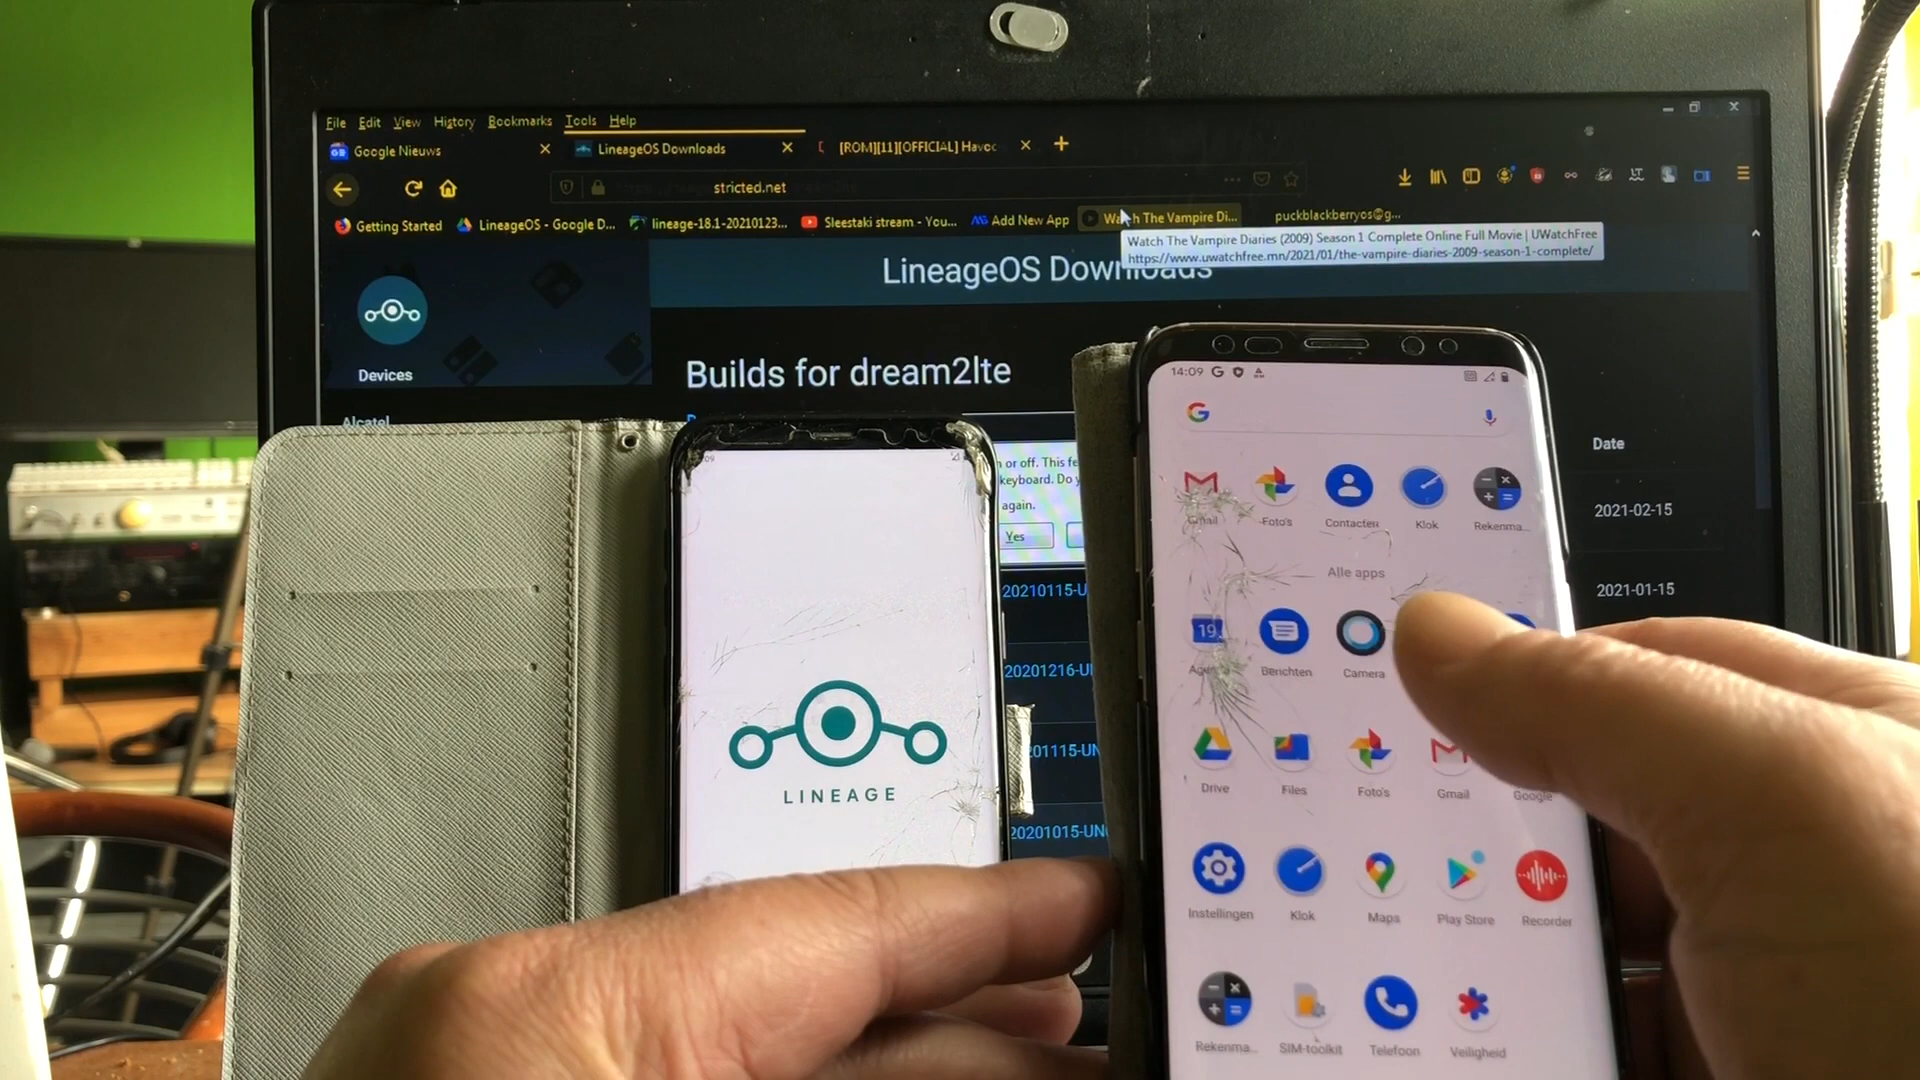 File Edit View History Bookmarks Tools Help
Google Nieuws
LineageOS Downloads
[ROM][11][OFFICIAL] Havoc
stricted.net
Getting Started
LineageOS - Google D...
lineage-18.1-20210123...
Sleestaki stream - You...
Add New App
Watch The Vampire Di...
puckblackberryos@g...
Watch The Vampire Diaries (2009) Season 1 Complete Online Full Movie | UWatchFree
https://www.uwatchfree.mn/2021/01/the-vampire-diaries-2009-season-1-complete/
LineageOS Downloads
Devices
Builds for dream2lte
Alcatel
Date
n or off. This fe
keyboard. Do y
again.
Yes
2021-02-15
20210115-U
2021-01-15
20201216-U
201115-UN
20201015-UN
LINEAGE
14:09
Gmail
Foto's
Contacten
Klok
Rekenma...
Alle apps
19
Berichten
Camera
Drive
Files
Foto's
Gmail
Google
Instellingen
Klok
Maps
Play Store
Recorder
Rekenma...
SIM-toolkit
Telefoon
Veiligheid